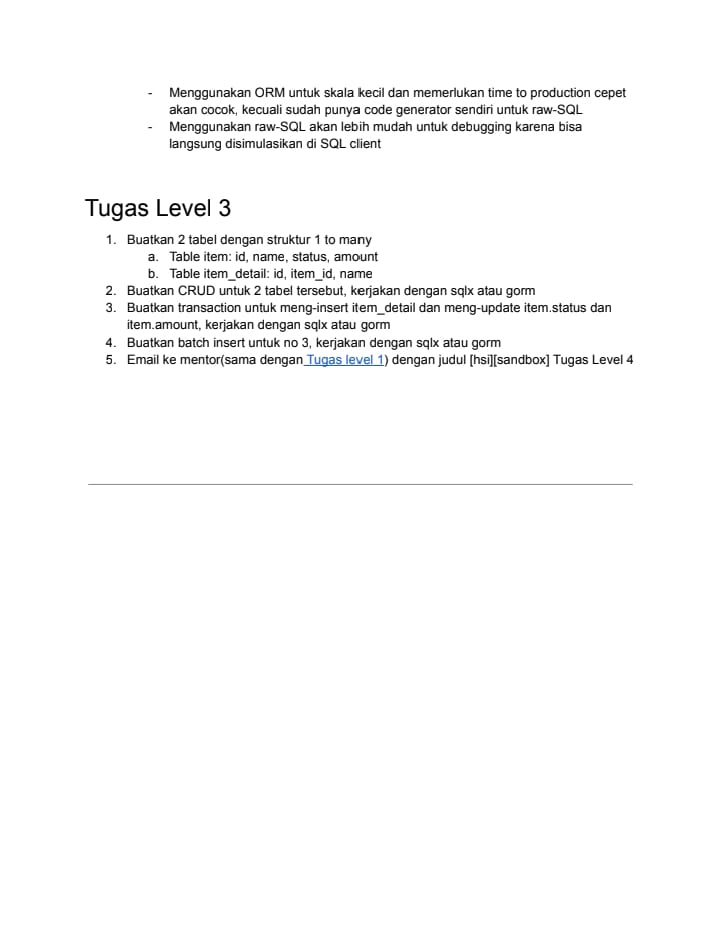 - Menggunakan ORM untuk skala kecil dan memerlukan time to production cepet
akan cocok, kecuali sudah punya code generator sendiri untuk raw-SQL
- Menggunakan raw-SQL akan lebih mudah untuk debugging karena bisa
langsung disimulasikan di SQL client
Tugas Level 3
1. Buatkan 2 tabel dengan struktur 1 to many
a. Table item: id, name, status, amount
b. Table item_detail: id, item_id, name
2. Buatkan CRUD untuk 2 tabel tersebut, kerjakan dengan sqlx atau gorm
3. Buatkan transaction untuk meng-insert item_detail dan meng-update item.status dan
item.amount, kerjakan dengan sqlx atau gorm
4. Buatkan batch insert untuk no 3, kerjakan dengan sqlx atau gorm
5. Email ke mentor(sama dengan Tugas level 1) dengan judul [hsi][sandbox] Tugas Level 4